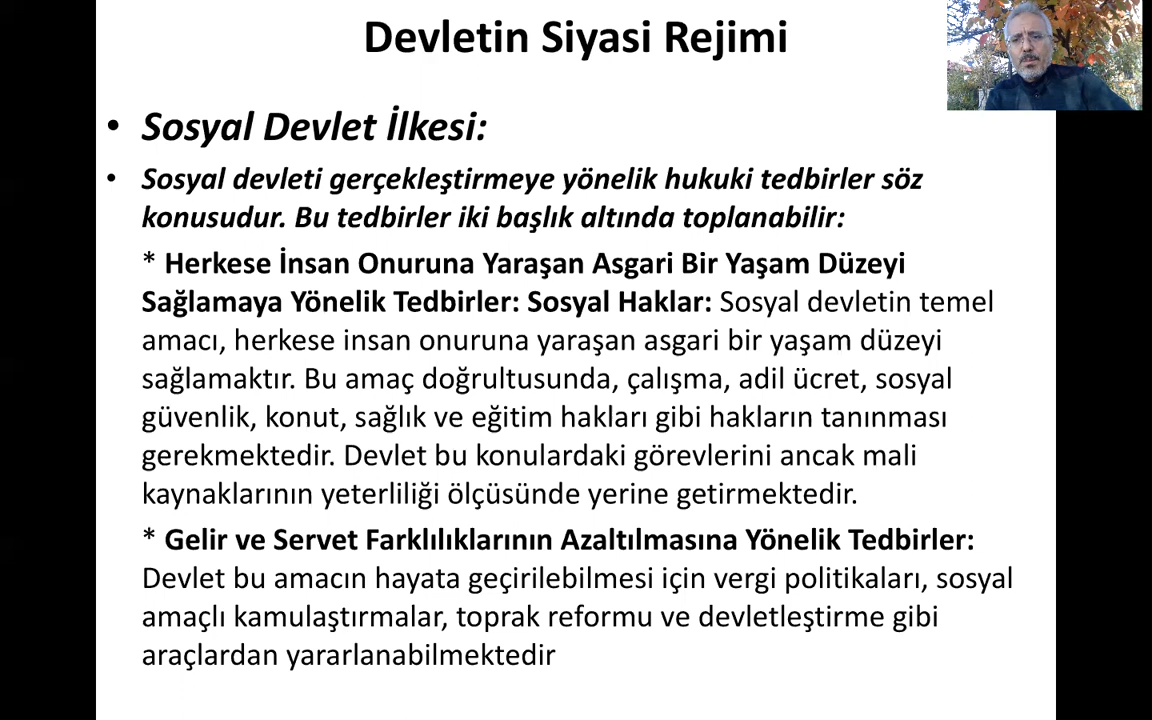 Devletin Siyasi Rejimi
• Sosyal Devlet İlkesi:
• Sosyal devleti gerçekleştirmeye yönelik hukuki tedbirler söz
konusudur. Bu tedbirler iki başlık altında toplanabilir:
* Herkese İnsan Onuruna Yaraşan Asgari Bir Yaşam Düzeyi
Sağlamaya Yönelik Tedbirler: Sosyal Haklar: Sosyal devletin temel
amacı, herkese insan onuruna yaraşan asgari bir yaşam düzeyi
sağlamaktır. Bu amaç doğrultusunda, çalışma, adil ücret, sosyal
güvenlik, konut, sağlık ve eğitim hakları gibi hakların tanınması
gerekmektedir. Devlet bu konulardaki görevlerini ancak mali
kaynaklarının yeterliliği ölçüsünde yerine getirmektedir.
* Gelir ve Servet Farklılıklarının Azaltılmasına Yönelik Tedbirler:
Devlet bu amacın hayata geçirilebilmesi için vergi politikaları, sosyal
amaçlı kamulaştırmalar, toprak reformu ve devletleştirme gibi
araçlardan yararlanabilmektedir